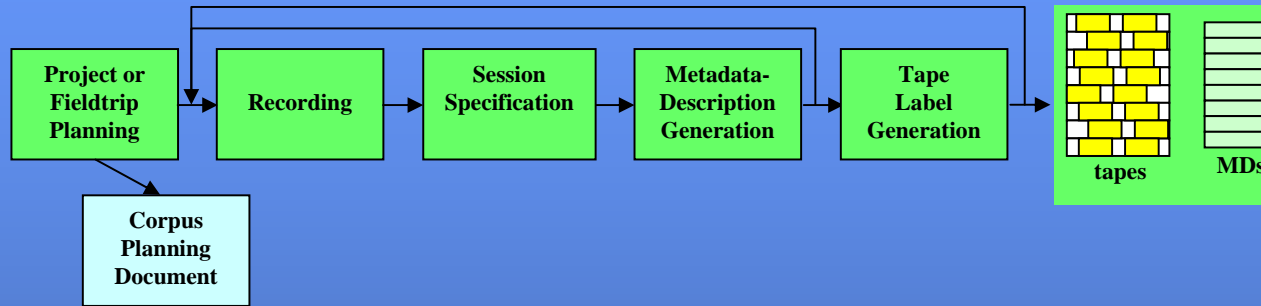 Project or
Fieldtrip
Planning
Recording
Session
Specification
Metadata-
Description
Generation
Tape
Label
Generation
tapes
MDs
Corpus
Planning
Document